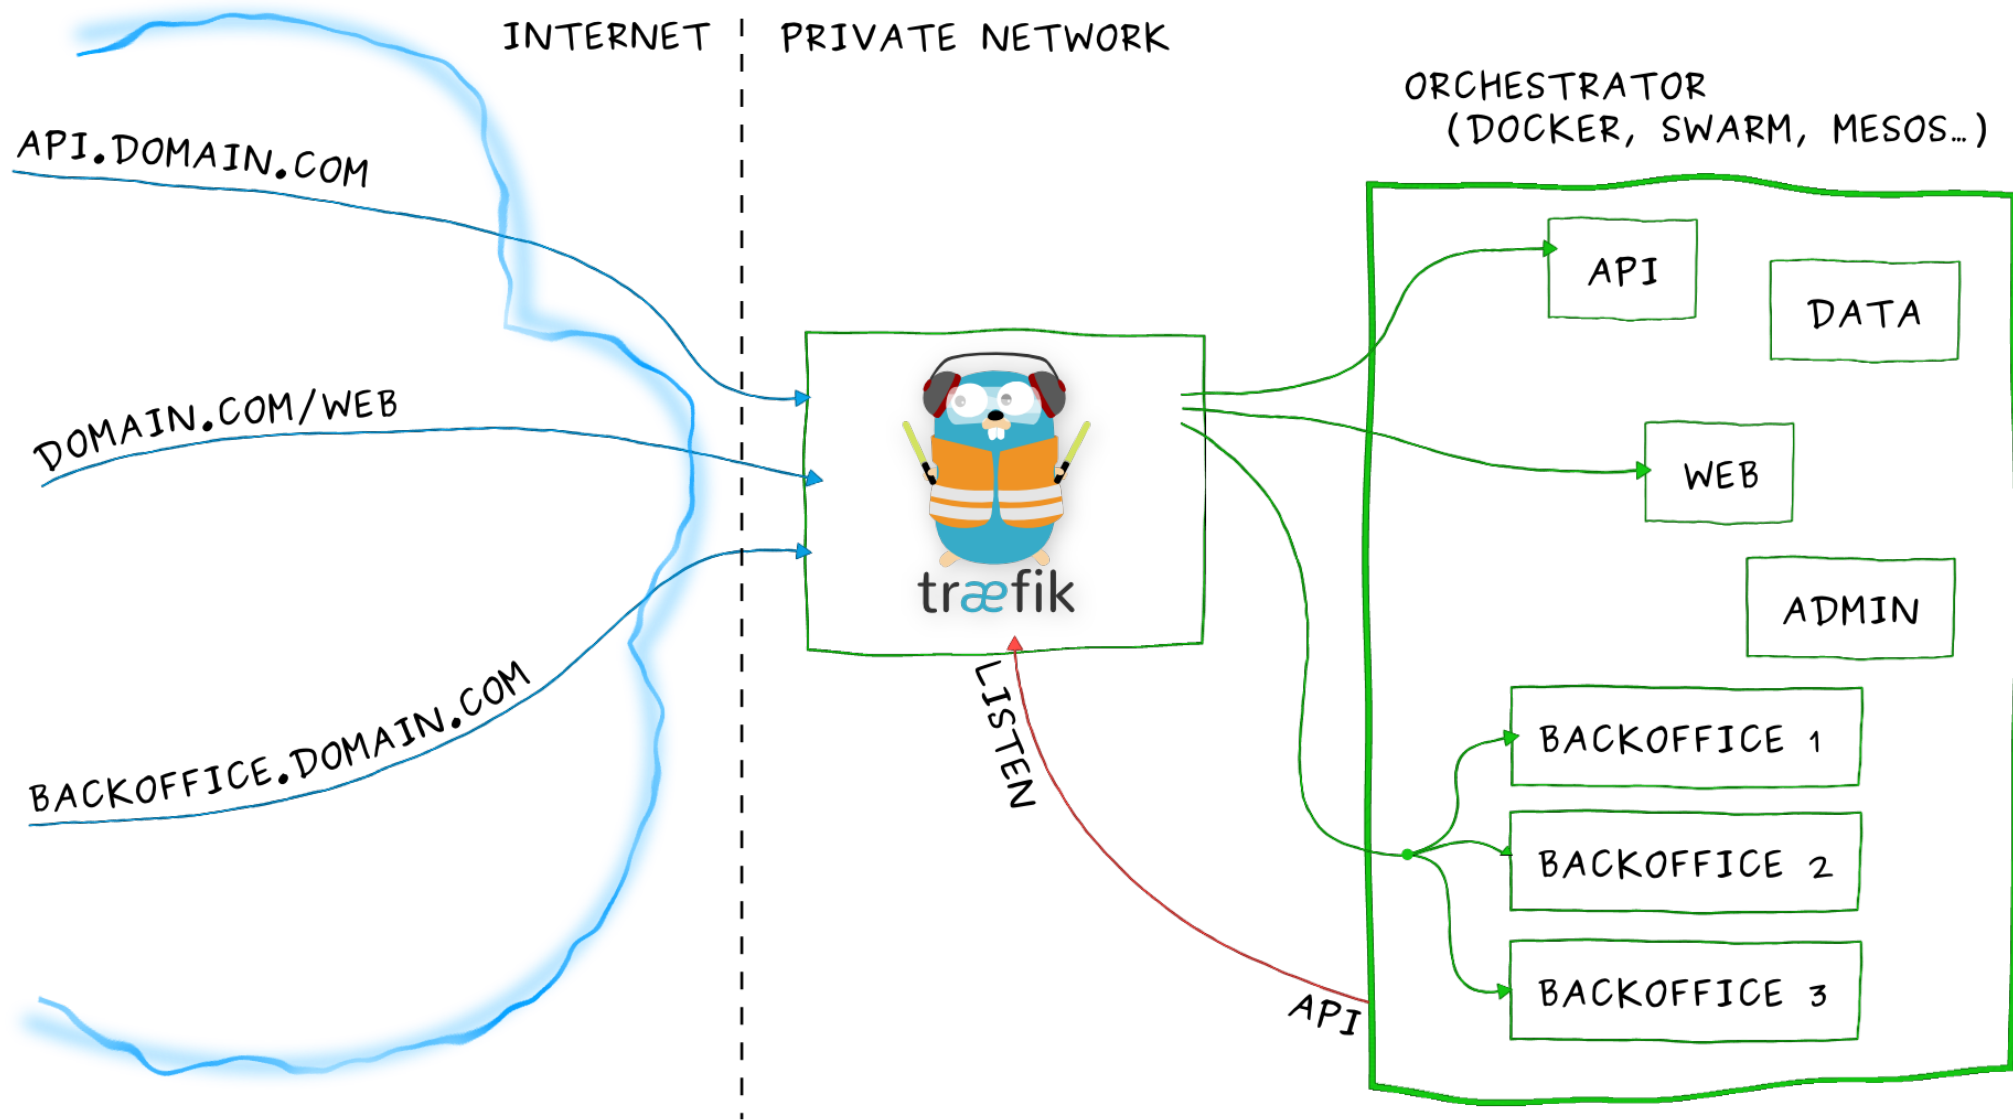 INTERNET
PRIVATE NETWORK
ORCHESTRATOR
(DOCKER, SWARM, MESOS...)
API.DOMAIN.COM
DOMAIN.COM/WEB
BACKOFFICE.DOMAIN.COM
træfik
LISTEN
API
API
DATA
WEB
ADMIN
BACKOFFICE 1
BACKOFFICE 2
BACKOFFICE 3